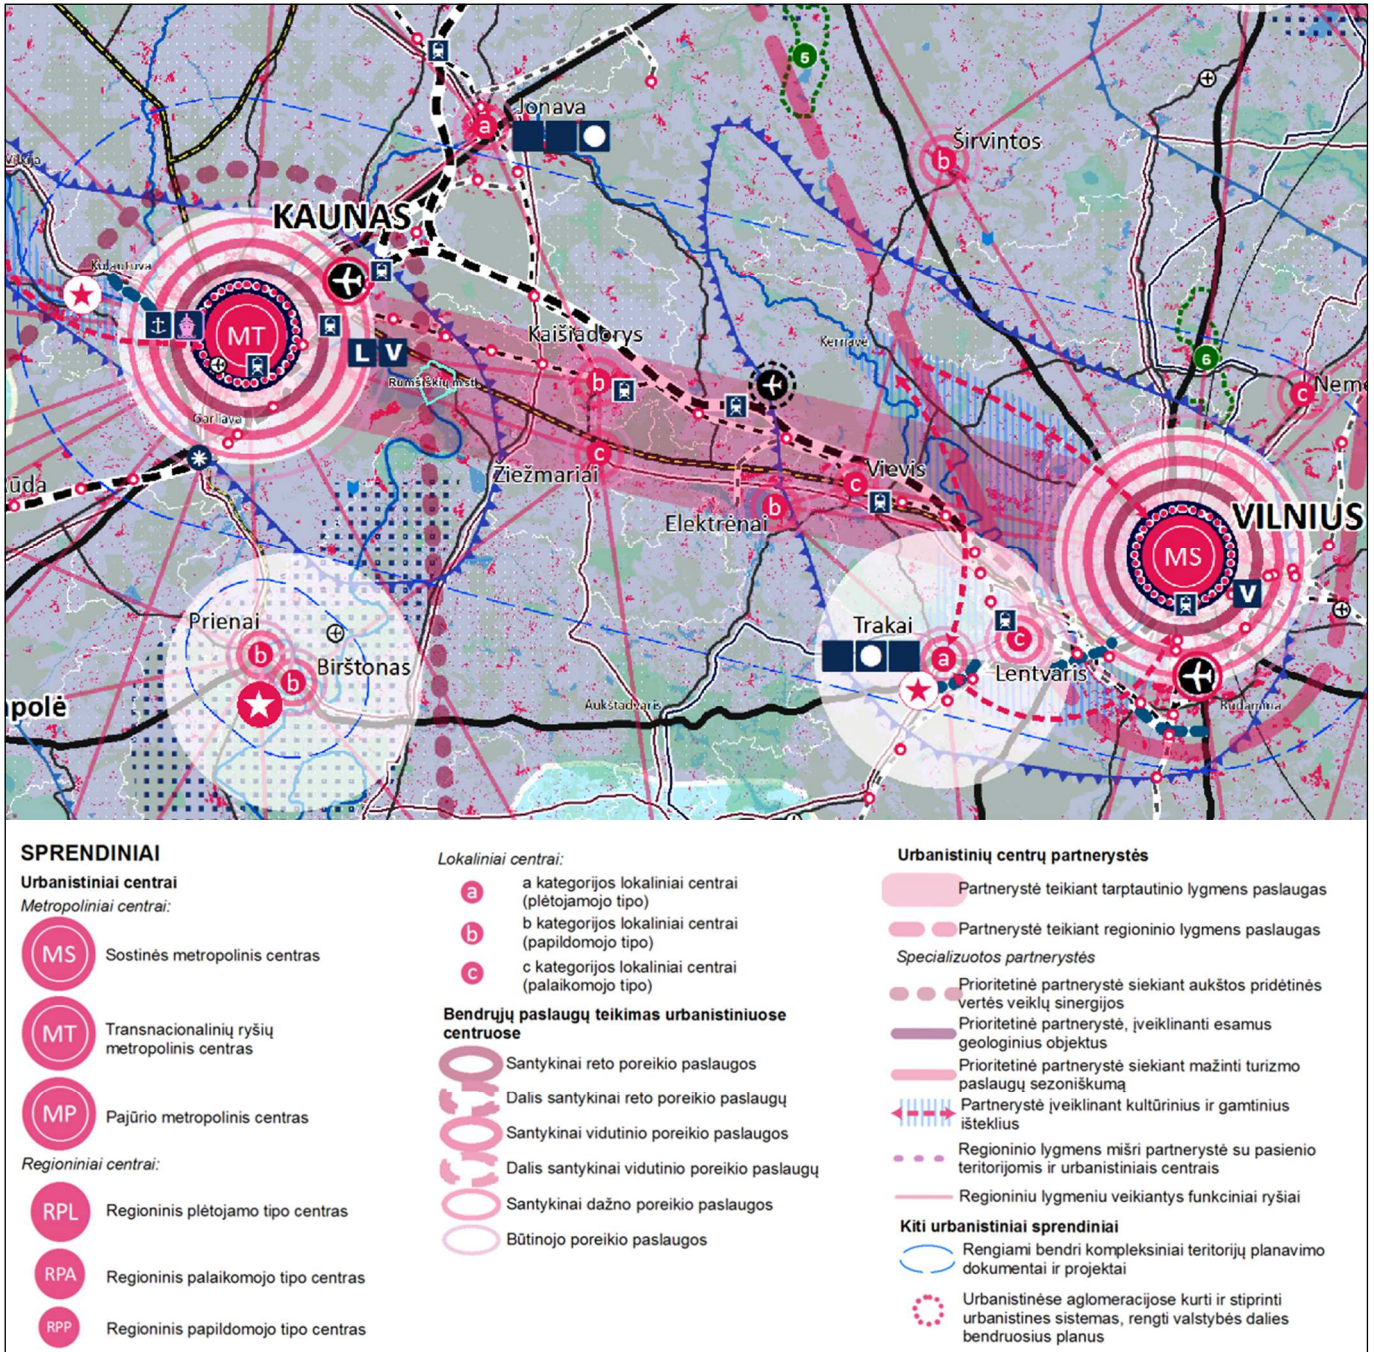 Jonava
a
Širvintos
b
5
Vilkija
KAUNAS
Kulautuva
MT
Kaišiadorys
Kernavė
6
L V
Rumšiškių mstl.
b
Neme
c
Garliava
ūda
Žiežmariai
c
Vievis
c
Elektrėnai
b
VILNIUS
MS
V
Prienai
b
Birštonas
b
Trakai
a
c
Lentvaris
apolė
Aukštadvaris
Rudamina
SPRENDINIAI
Urbanistiniai centrai
Metropoliniai centrai:
MS
Sostinės metropolinis centras
MT
Transnacionalinių ryšių
metropolinis centras
MP
Pajūrio metropolinis centras
Regioniniai centrai:
RPL
Regioninis plėtojamo tipo centras
RPA
Regioninis palaikomojo tipo centras
RPP
Regioninis papildomojo tipo centras
Lokaliniai centrai:
a
a kategorijos lokaliniai centrai
(plėtojamojo tipo)
b
b kategorijos lokaliniai centrai
(papildomojo tipo)
c
c kategorijos lokaliniai centrai
(palaikomojo tipo)
Bendrųjų paslaugų teikimas urbanistiniuose
centruose
Santykinai reto poreikio paslaugos
Dalis santykinai reto poreikio paslaugų
Santykinai vidutinio poreikio paslaugos
Dalis santykinai vidutinio poreikio paslaugų
Santykinai dažno poreikio paslaugos
Būtinojo poreikio paslaugos
Urbanistinių centrų partnerystės
Partnerystė teikiant tarptautinio lygmens paslaugas
Partnerystė teikiant regioninio lygmens paslaugas
Specializuotos partnerystės
Prioritetinė partnerystė siekiant aukštos pridėtinės
vertės veiklų sinergijos
Prioritetinė partnerystė, įveiklinanti esamus
geologinius objektus
Prioritetinė partnerystė siekiant mažinti turizmo
paslaugų sezoniškumą
Partnerystė įveiklinant kultūrinius ir gamtinius
išteklius
Regioninio lygmens mišri partnerystė su pasienio
teritorijomis ir urbanistiniais centrais
Regioniniu lygmeniu veikiantys funkciniai ryšiai
Kiti urbanistiniai sprendiniai
Rengiami bendri kompleksiniai teritorijų planavimo
dokumentai ir projektai
Urbanistinėse aglomeracijose kurti ir stiprinti
urbanistines sistemas, rengti valstybės dalies
bendruosius planus